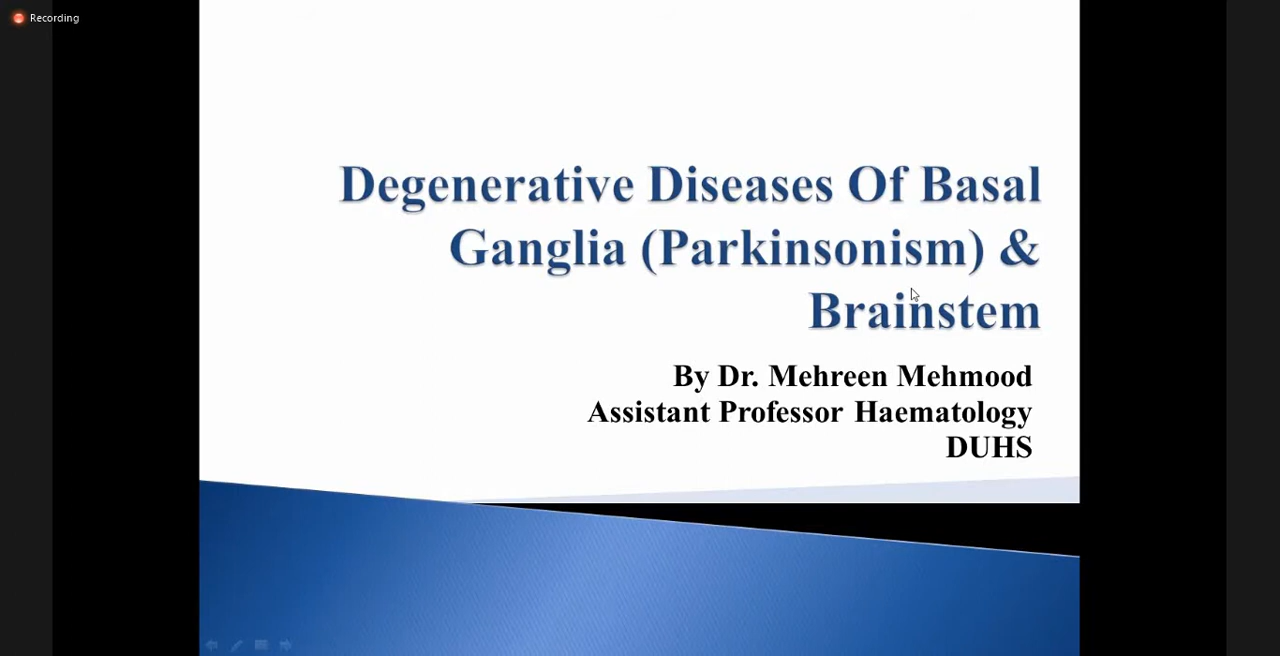 Recording
Degenerative Diseases Of Basal
Ganglia (Parkinsonism) &
Brainstem
By Dr. Mehreen Mehmood
Assistant Professor Haematology
DUHS